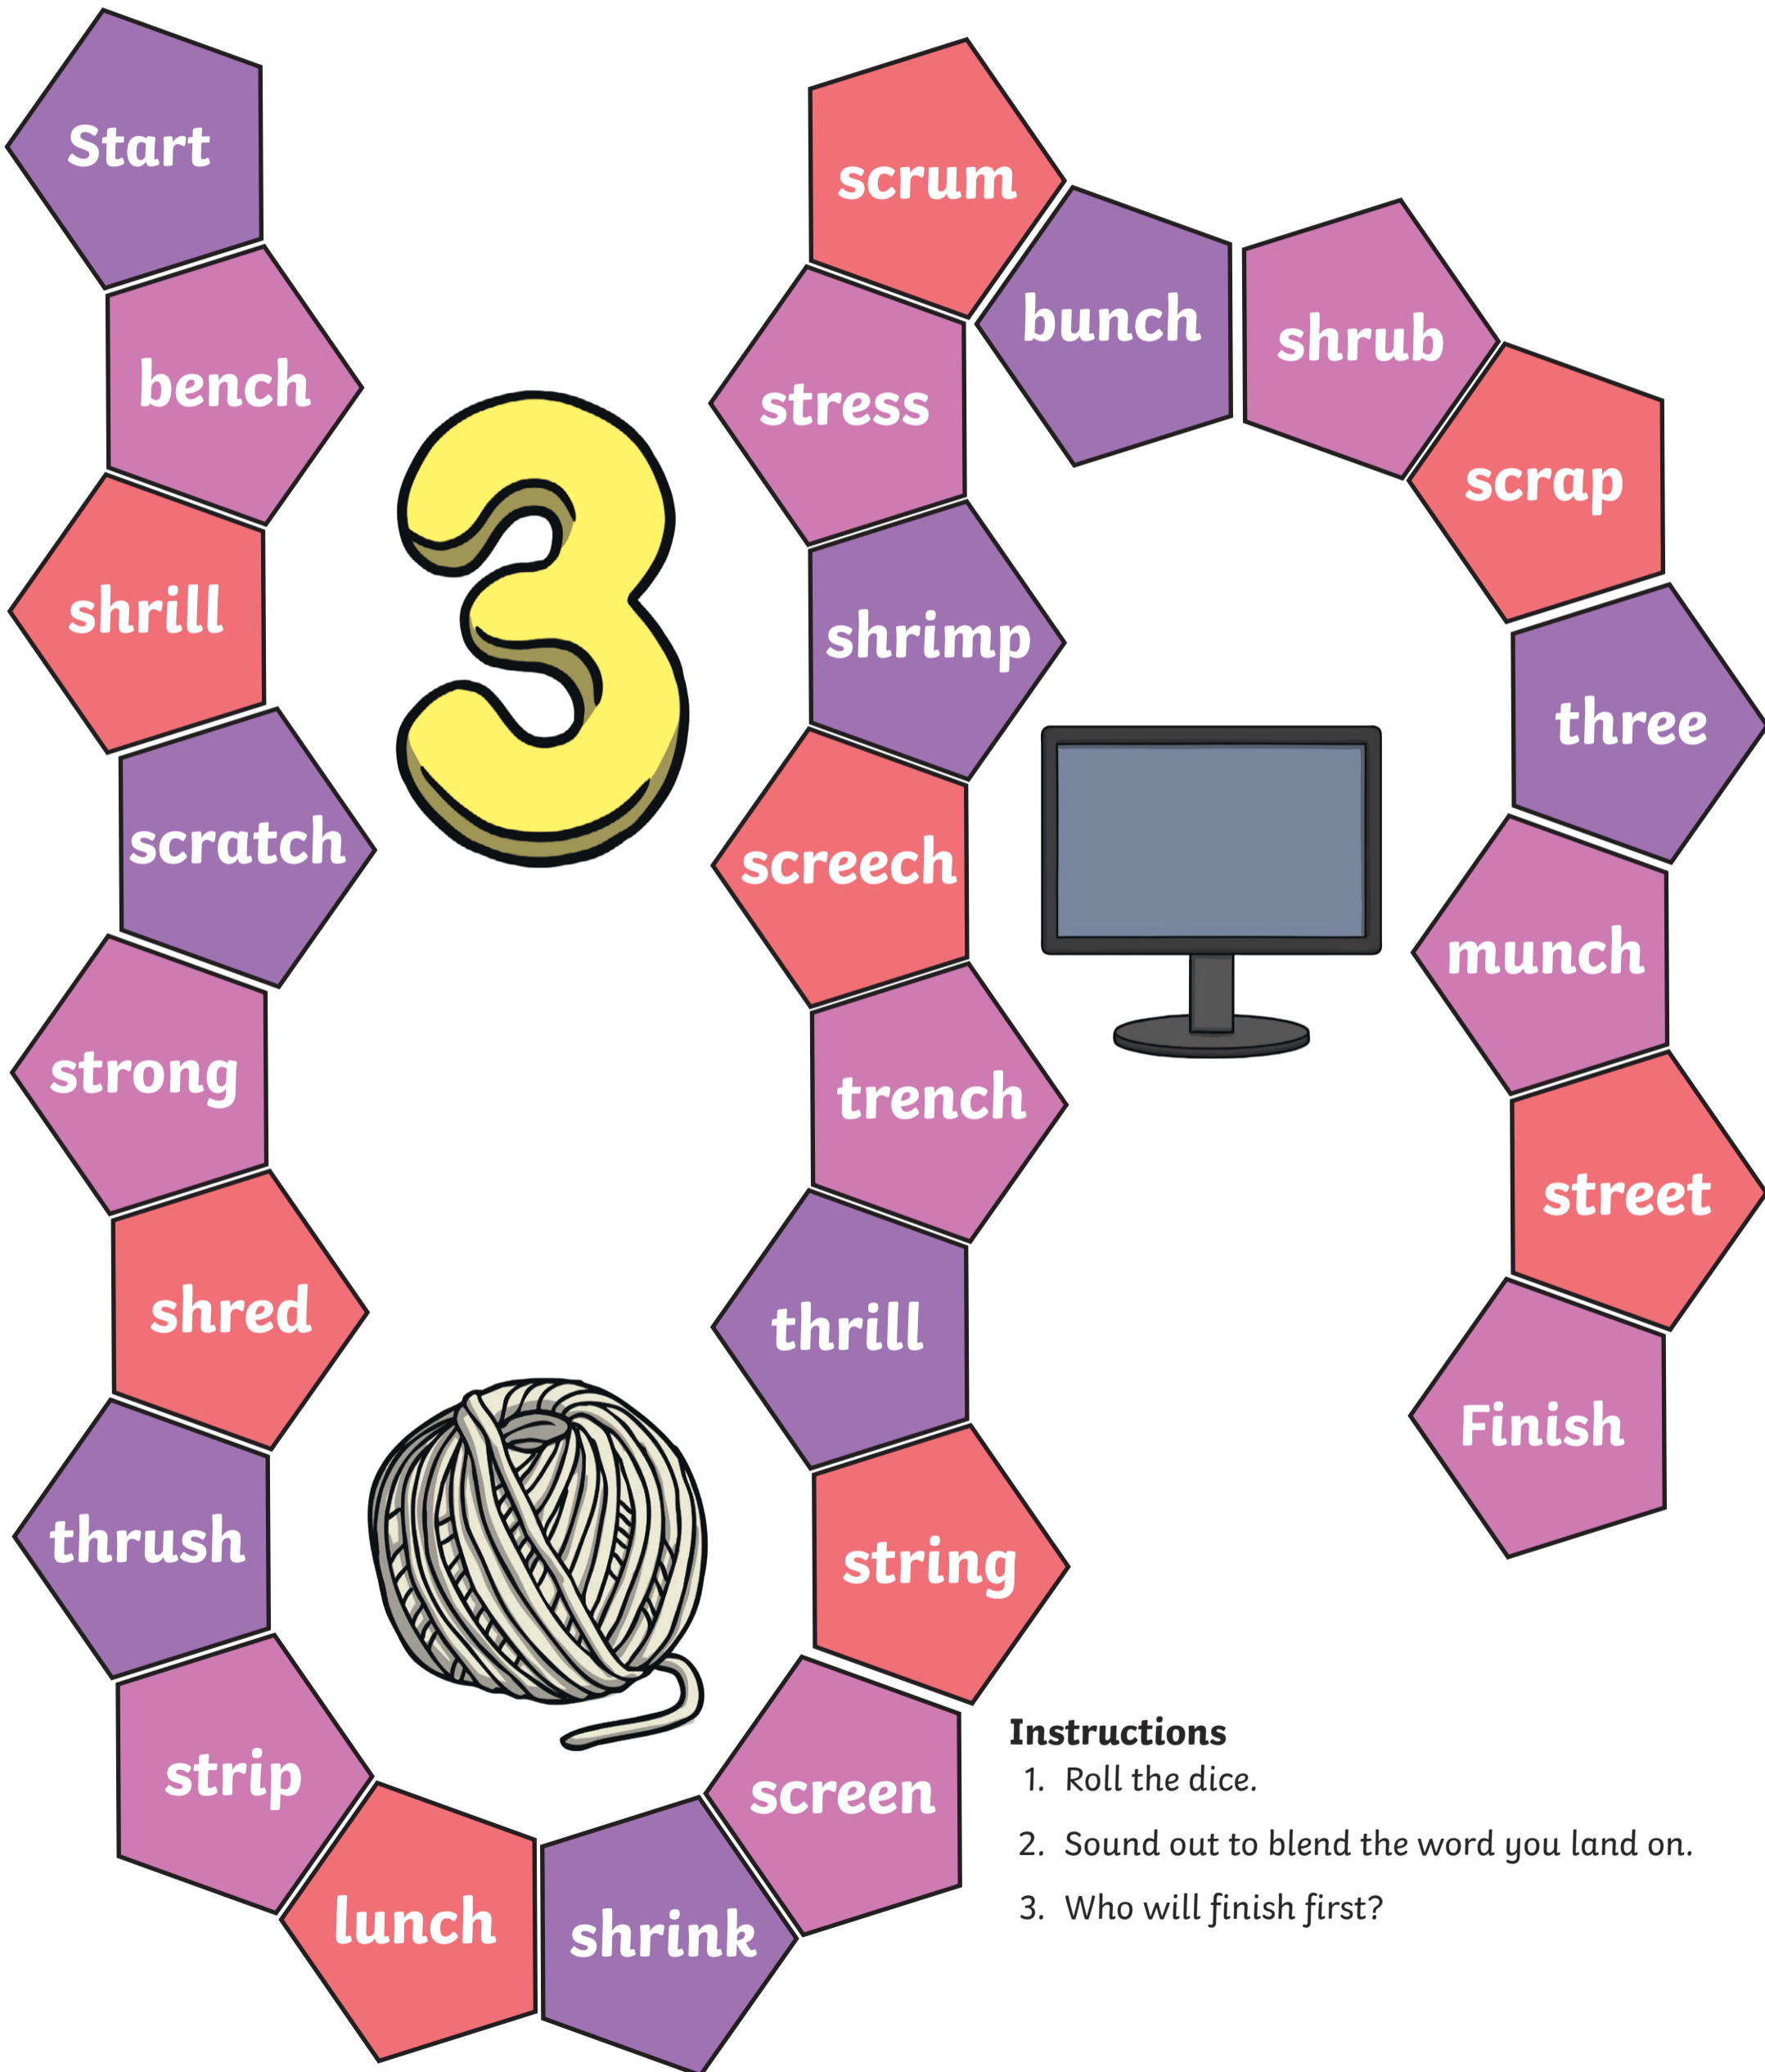 Start
bench
shrill
scratch
strong
shred
thrush
strip
lunch
shrink
screen
string
thrill
trench
screech
shrimp
stress
scrum
bunch
shrub
scrap
three
munch
street
Finish
3
Instructions
1. Roll the dice.
2. Sound out to blend the word you land on.
3. Who will finish first?